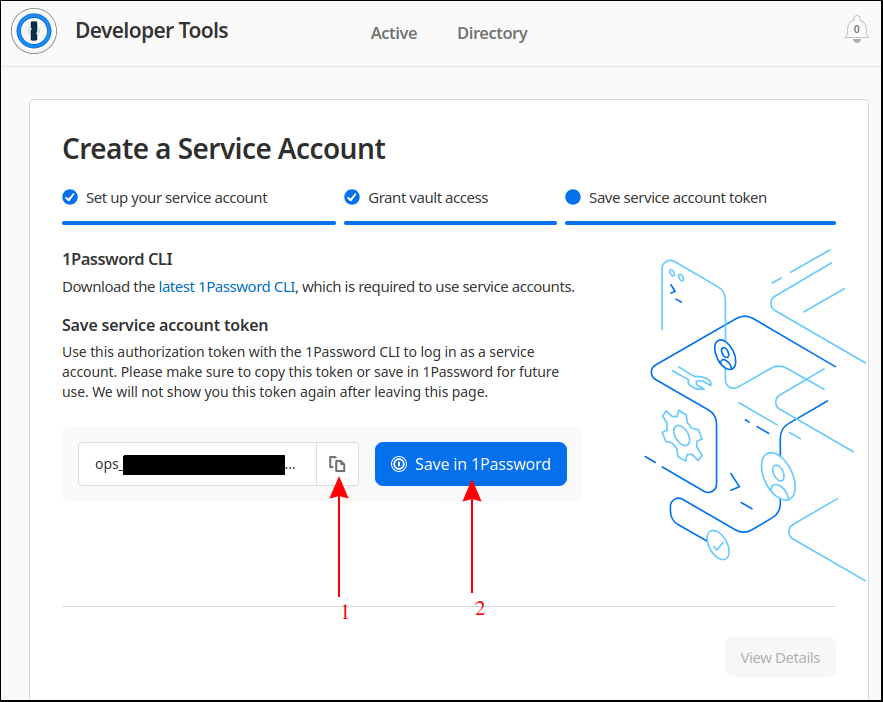 Developer Tools
Active
Directory
0
Create a Service Account
Set up your service account
Grant vault access
Save service account token
1Password CLI
Download the latest 1Password CLI, which is required to use service accounts.
Save service account token
Use this authorization token with the 1Password CLI to log in as a service
account. Please make sure to copy this token or save in 1Password for future
use. We will not show you this token again after leaving this page.
ops_ ...
Save in 1Password
1
2
View Details